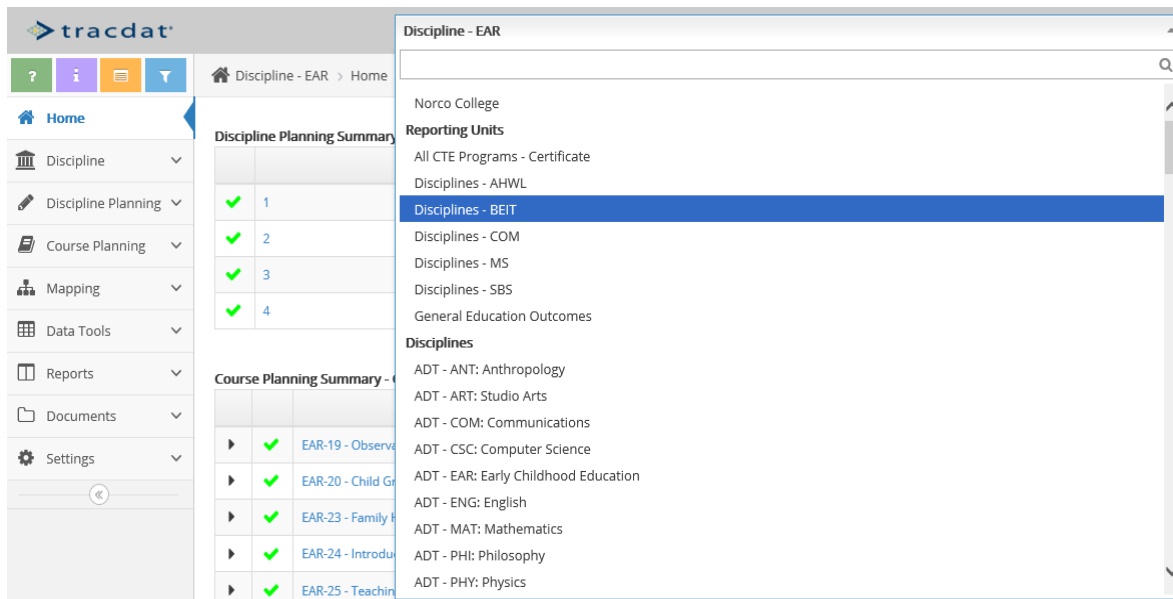 tracdat
Discipline - EAR
? i
Discipline - EAR > Home
Home
Discipline
Discipline Planning
Course Planning
Mapping
Data Tools
Reports
Documents
Settings
Discipline Planning Summary
1
2
3
4
Course Planning Summary -
EAR-19 - Observa
EAR-20 - Child Gr
EAR-23 - Family H
EAR-24 - Introdu
EAR-25 - Teachin
Norco College
Reporting Units
All CTE Programs - Certificate
Disciplines - AHWL
Disciplines - BEIT
Disciplines - COM
Disciplines - MS
Disciplines - SBS
General Education Outcomes
Disciplines
ADT - ANT: Anthropology
ADT - ART: Studio Arts
ADT - COM: Communications
ADT - CSC: Computer Science
ADT - EAR: Early Childhood Education
ADT - ENG: English
ADT - MAT: Mathematics
ADT - PHI: Philosophy
ADT - PHY: Physics